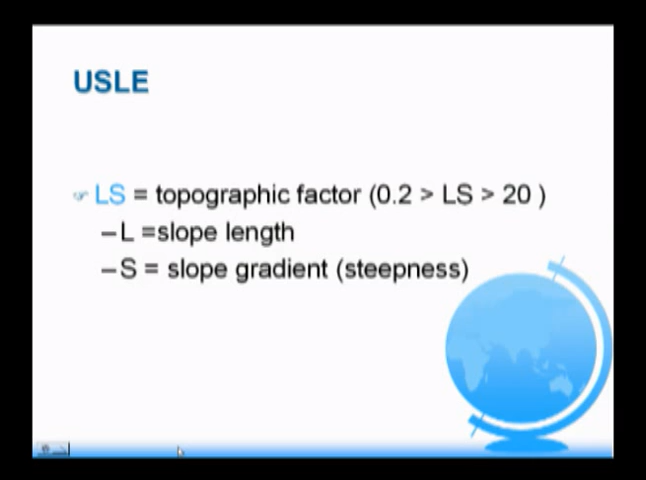 USLE
LS = topographic factor (0.2 > LS > 20 )
–L =slope length
–S = slope gradient (steepness)